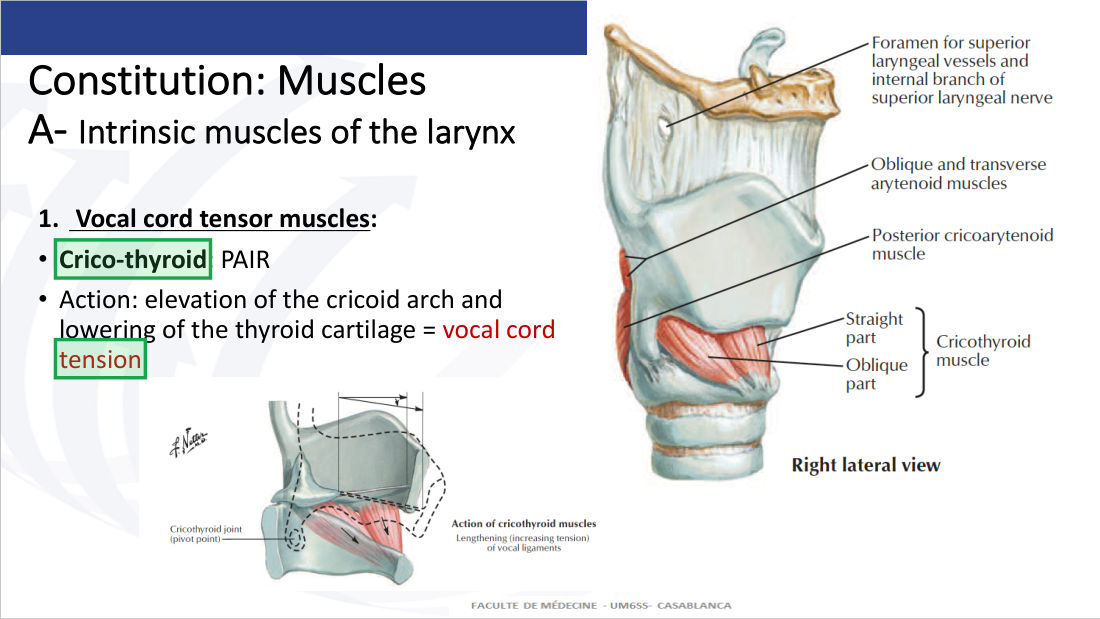 Constitution: Muscles
A- Intrinsic muscles of the larynx
1. Vocal cord tensor muscles:
• Crico-thyroid PAIR
• Action: elevation of the cricoid arch and
lowering of the thyroid cartilage = vocal cord
tension
Foramen for superior
laryngeal vessels and
internal branch of
superior laryngeal nerve
Oblique and transverse
arytenoid muscles
Posterior cricoarytenoid
muscle
Straight
part
Oblique
part
Cricothyroid
muscle
Right lateral view
F. Netter
M.D.
Cricothyroid joint
(pivot point)
Action of cricothyroid muscles
Lengthening (increasing tension)
of vocal ligaments
FACULTE DE MÉDECINE - UM6SS- CASABLANCA